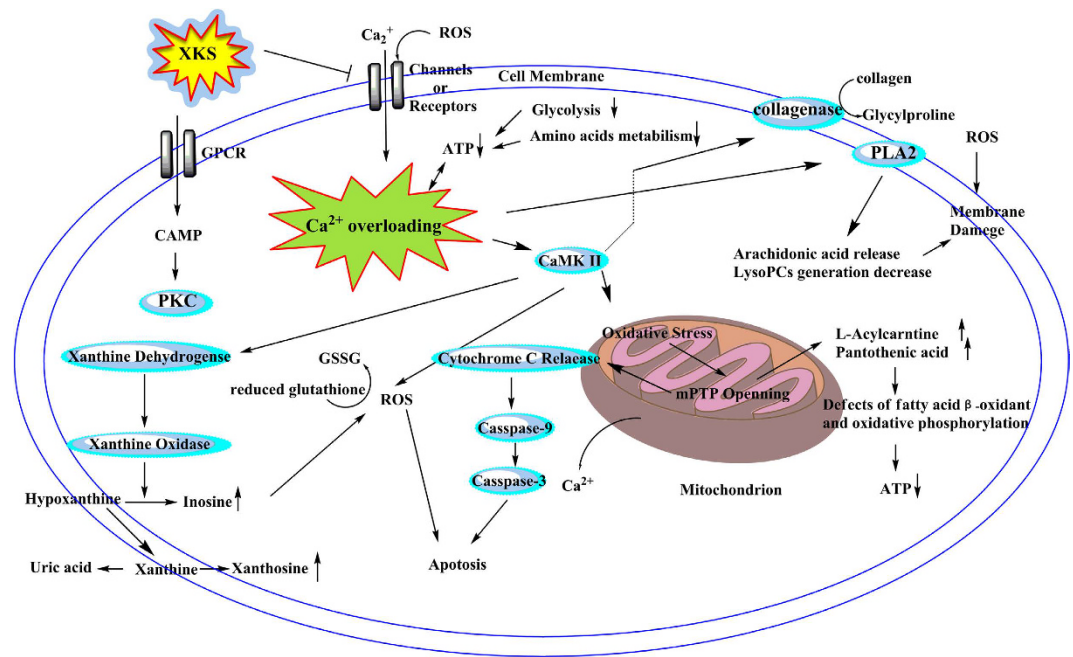 XKS
Ca₂⁺
ROS
Channels
or
Receptors
Cell Membrane
Glycolysis
Amino acids metabilism
ATP
collagen
collagenase
Glycylproline
PLA2
ROS
Membrane
Damege
GPCR
CAMP
PKC
Ca²⁺ overloading
CaMK II
Arachidonic acid release
LysoPCs generation decrease
Xanthine Dehydrogense
GSSG
reduced glutathione
ROS
Cytochrome C Relaease
Oxidative Stress
mPTP Openning
L-Acylcarntine
Pantothenic acid
Defects of fatty acid β-oxidant
and oxidative phosphorylation
ATP
Xanthine Oxidase
Casspase-9
Casspase-3
Ca²⁺
Mitochondrion
Hypoxanthine
Inosine
Uric acid
Xanthine
Xanthosine
Apotosis